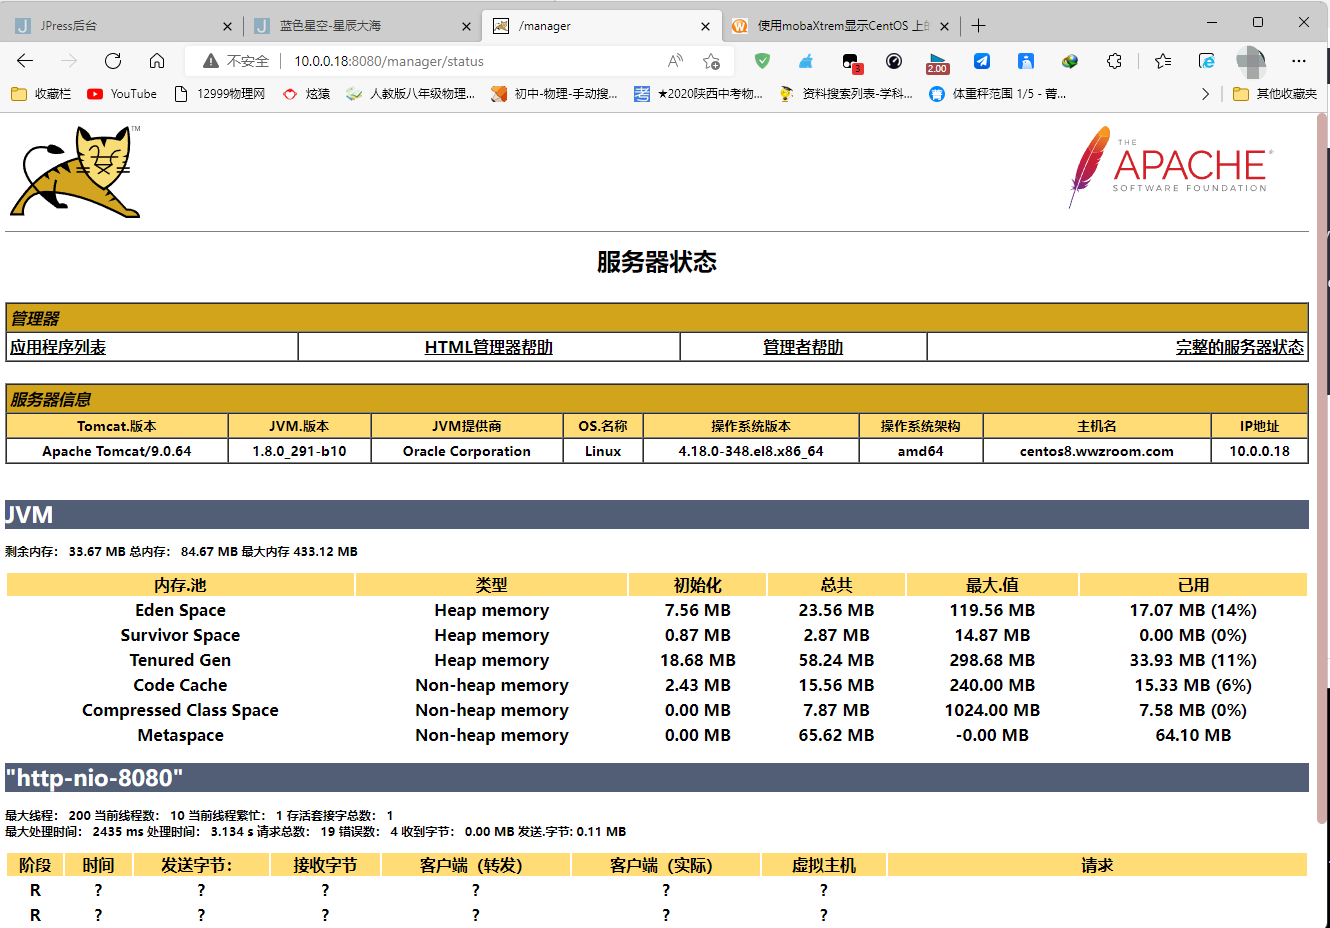 JPress后台
蓝色星空-星辰大海
/manager
使用mobaXtrem显示CentOS 上的
不安全 10.0.0.18:8080/manager/status
3
2.00
收藏栏 YouTube 12999物理网 炫猿 人教版八年级物理... 初中-物理-手动搜... ★2020陕西中考物... 资料搜索列表-学科... 体重秤范围 1/5 - 菁... 其他收藏夹
TM
THE
APACHE
SOFTWARE FOUNDATION
服务器状态
管理器
应用程序列表 HTML管理器帮助 管理者帮助 完整的服务器状态
服务器信息
Tomcat.版本 JVM.版本 JVM提供商 OS.名称 操作系统版本 操作系统架构 主机名 IP地址
Apache Tomcat/9.0.64 1.8.0_291-b10 Oracle Corporation Linux 4.18.0-348.el8.x86_64 amd64 centos8.wwzroom.com 10.0.0.18
JVM
剩余内存： 33.67 MB 总内存： 84.67 MB 最大内存 433.12 MB
内存.池 类型 初始化 总共 最大.值 已用
Eden Space Heap memory 7.56 MB 23.56 MB 119.56 MB 17.07 MB (14%)
Survivor Space Heap memory 0.87 MB 2.87 MB 14.87 MB 0.00 MB (0%)
Tenured Gen Heap memory 18.68 MB 58.24 MB 298.68 MB 33.93 MB (11%)
Code Cache Non-heap memory 2.43 MB 15.56 MB 240.00 MB 15.33 MB (6%)
Compressed Class Space Non-heap memory 0.00 MB 7.87 MB 1024.00 MB 7.58 MB (0%)
Metaspace Non-heap memory 0.00 MB 65.62 MB -0.00 MB 64.10 MB
"http-nio-8080"
最大线程： 200 当前线程数： 10 当前线程繁忙： 1 存活套接字总数： 1
最大处理时间： 2435 ms 处理时间： 3.134 s 请求总数： 19 错误数： 4 收到字节： 0.00 MB 发送.字节: 0.11 MB
阶段 时间 发送字节： 接收字节 客户端（转发） 客户端（实际） 虚拟主机 请求
R ? ? ? ? ? ?
R ? ? ? ? ? ?